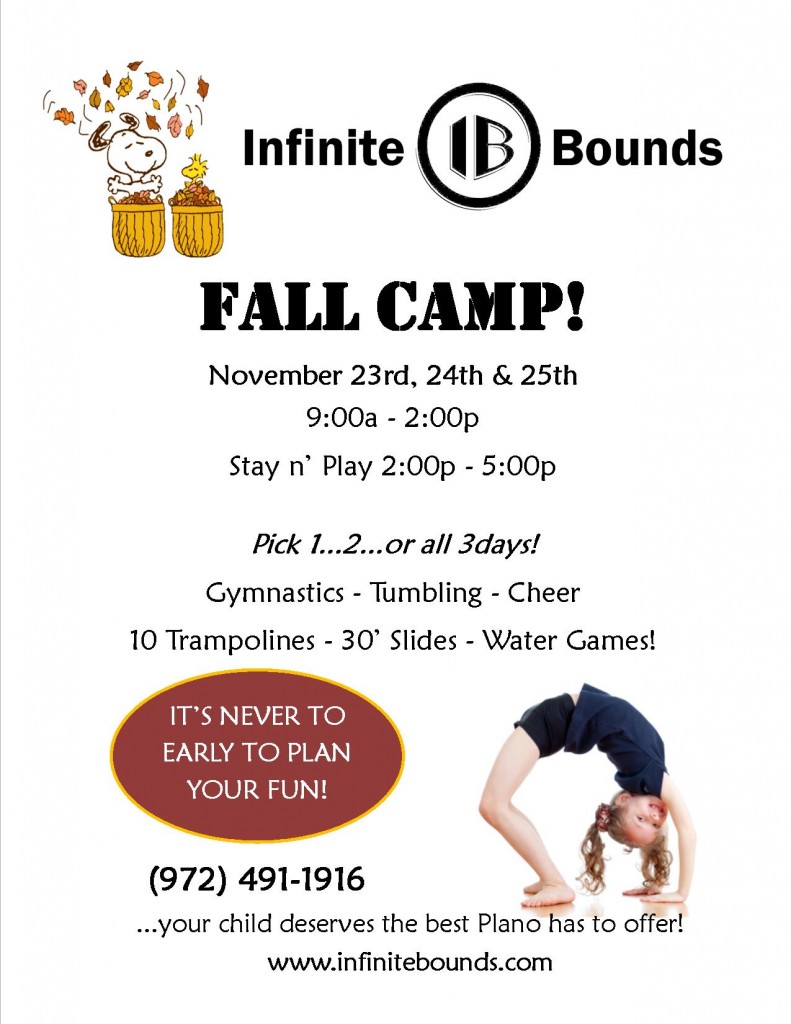 Infinite IB Bounds
FALL CAMP!
November 23rd, 24th & 25th
9:00a - 2:00p
Stay n' Play 2:00p - 5:00p
Pick 1...2...or all 3days!
Gymnastics - Tumbling - Cheer
10 Trampolines - 30' Slides - Water Games!
IT'S NEVER TO
EARLY TO PLAN
YOUR FUN!
(972) 491-1916
...your child deserves the best Plano has to offer!
www.infinitebounds.com